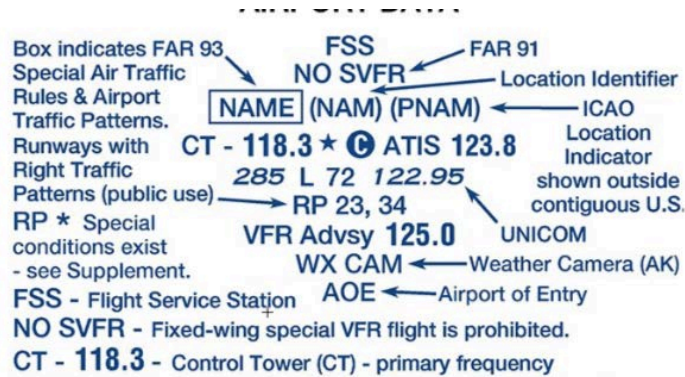 Box indicates FAR 93
Special Air Traffic
Rules & Airport
Traffic Patterns.
Runways with
Right Traffic
Patterns (public use)
RP * Special
conditions exist
- see Supplement.
FSS
NO SVFR
FAR 91
Location Identifier
NAME (NAM) (PNAM)
ICAO
Location
Indicator
shown outside
contiguous U.S.
CT - 118.3 ★ C ATIS 123.8
285 L 72 122.95
RP 23, 34
UNICOM
VFR Advsy 125.0
WX CAM
Weather Camera (AK)
AOE
Airport of Entry
FSS - Flight Service Station
NO SVFR - Fixed-wing special VFR flight is prohibited.
CT - 118.3 - Control Tower (CT) - primary frequency